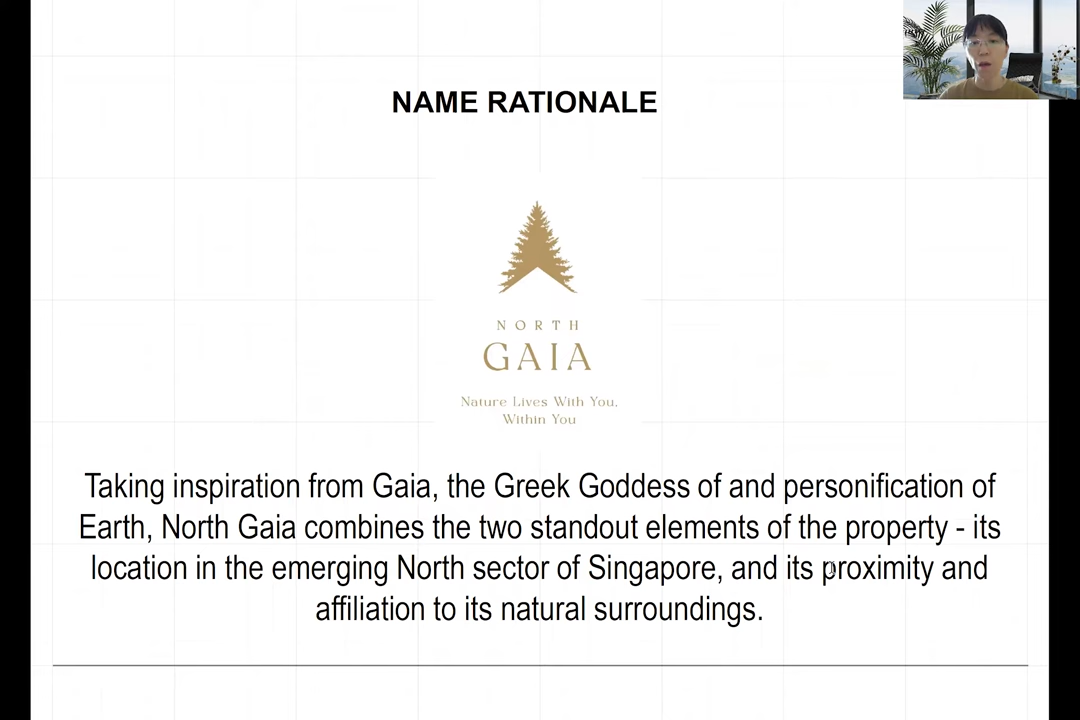 NAME RATIONALE
NORTH
GAIA
Nature Lives With You,
Within You
Taking inspiration from Gaia, the Greek Goddess of and personification of
Earth, North Gaia combines the two standout elements of the property - its
location in the emerging North sector of Singapore, and its proximity and
affiliation to its natural surroundings.